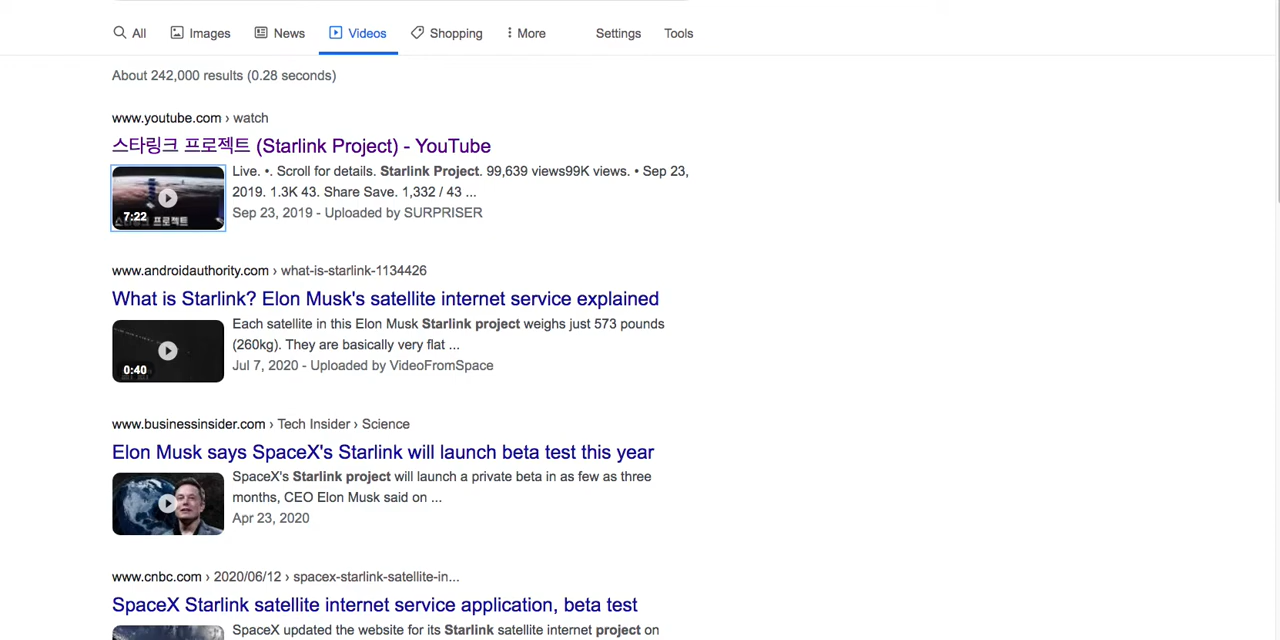 All Images News Videos Shopping More Settings Tools
About 242,000 results (0.28 seconds)
www.youtube.com › watch
스타링크 프로젝트 (Starlink Project) - YouTube
Live. •. Scroll for details. Starlink Project. 99,639 views99K views. • Sep 23,
2019. 1.3K 43. Share Save. 1,332 / 43 ...
Sep 23, 2019 - Uploaded by SURPRISER
7:22
스타링크 프로젝트
www.androidauthority.com › what-is-starlink-1134426
What is Starlink? Elon Musk's satellite internet service explained
Each satellite in this Elon Musk Starlink project weighs just 573 pounds
(260kg). They are basically very flat ...
Jul 7, 2020 - Uploaded by VideoFromSpace
0:40
www.businessinsider.com › Tech Insider › Science
Elon Musk says SpaceX's Starlink will launch beta test this year
SpaceX's Starlink project will launch a private beta in as few as three
months, CEO Elon Musk said on ...
Apr 23, 2020
www.cnbc.com › 2020/06/12 › spacex-starlink-satellite-in...
SpaceX Starlink satellite internet service application, beta test
SpaceX updated the website for its Starlink satellite internet project on